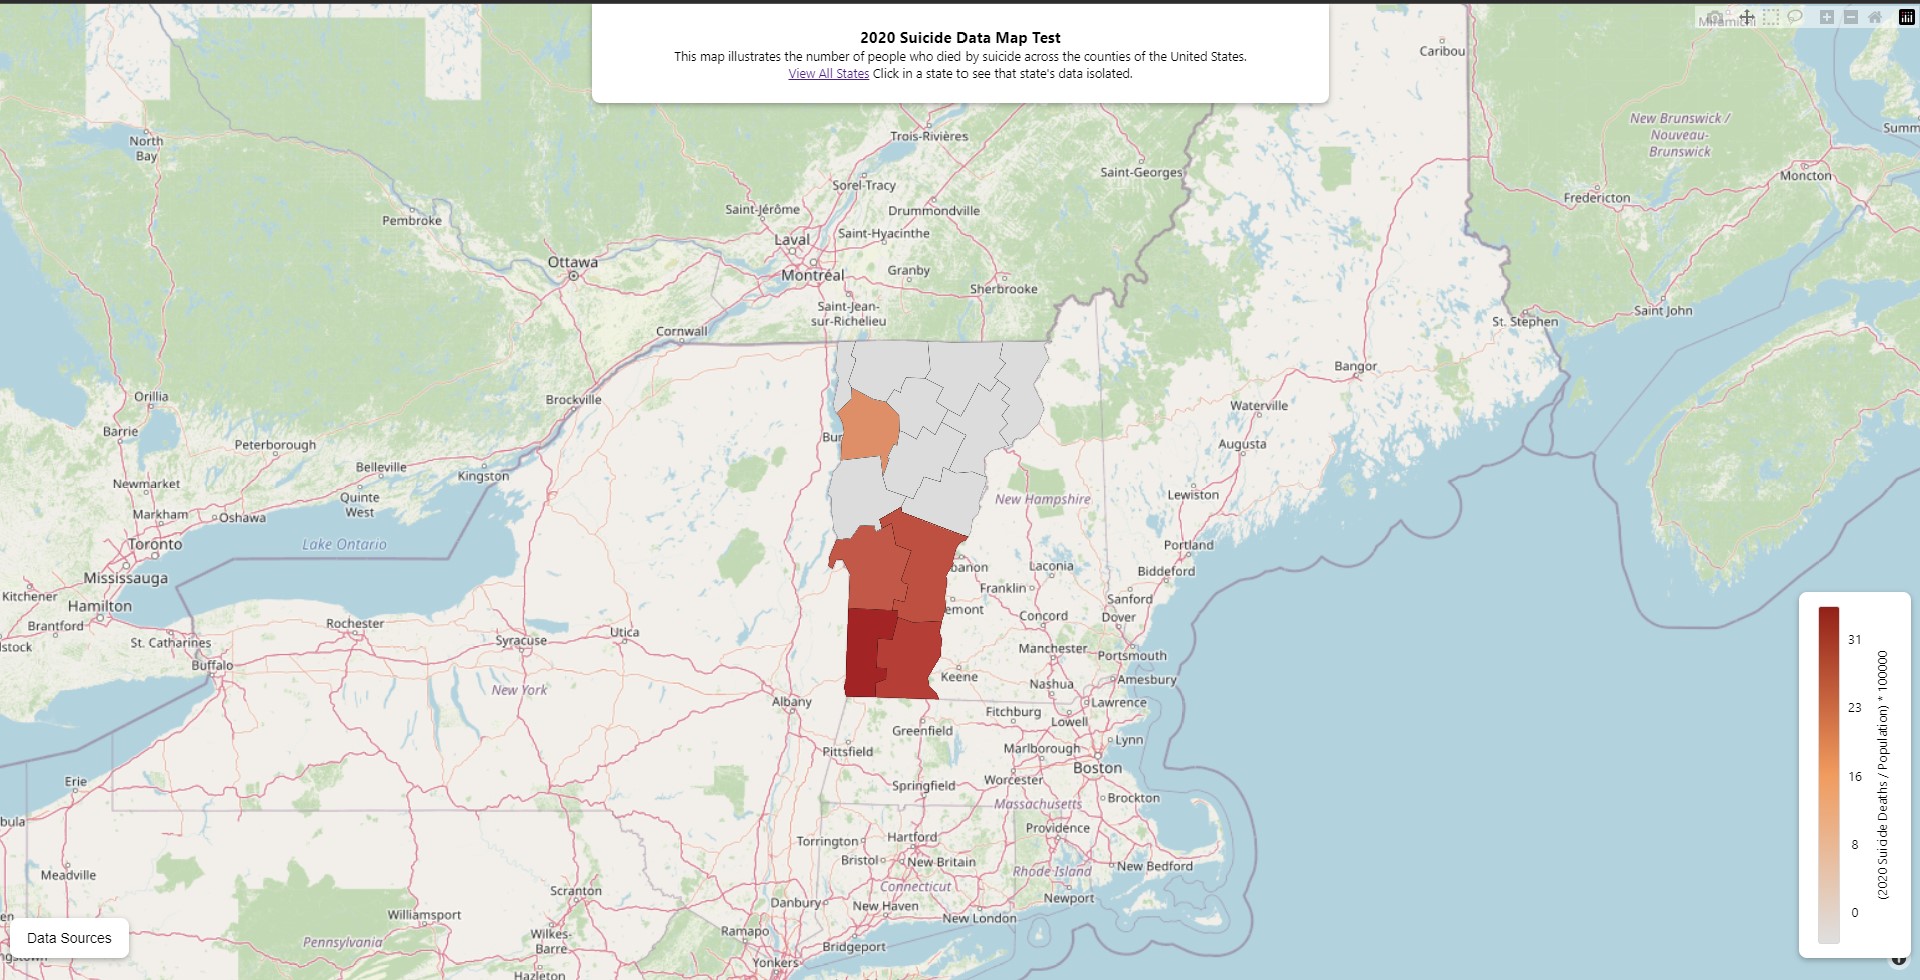 2020 Suicide Data Map Test
This map illustrates the number of people who died by suicide across the counties of the United States.
View All States Click in a state to see that state's data isolated.
Caribou
North
Bay
Trois-Rivières
New Brunswick /
Nouveau-
Brunswick
Summ
Saint-Georges
Moncton
Sorel-Tracy
Fredericton
Pembroke
Saint-Jérôme
Drummondville
Laval
Saint-Hyacinthe
Ottawa
Montréal
Granby
Sherbrooke
Saint-Jean-
sur-Richelieu
Saint John
St. Stephen
Cornwall
Bangor
Orillia
Brockville
Waterville
Barrie
Peterborough
Bur
Augusta
Belleville
Kingston
Newmarket
Quinte
West
New Hampshire
Lewiston
Markham
Oshawa
Toronto
Lake Ontario
Portland
Mississauga
banon
Laconia
Biddeford
Kitchener
Franklin
Hamilton
emont
Sanford
Brantford
Rochester
Concord
Dover
lstock
St. Catharines
Syracuse
Utica
Manchester
Portsmouth
Buffalo
Keene
Nashua
Amesbury
New York
Albany
Lawrence
Fitchburg
Lowell
Greenfield
Pittsfield
Marlborough
Lynn
Boston
Erie
Springfield
Worcester
Massachusetts
Brockton
bula
Torrington
Hartford
Providence
Bristol
New Britain
New Bedford
Meadville
Rhode Island
Scranton
Connecticut
Newport
Danbury
New Haven
New London
Williamsport
Ramapo
Wilkes-
Barre
Bridgeport
Pennsylvania
Yonkers
Hazleton
en
Data Sources
31
23
16
8
0
(2020 Suicide Deaths / Population) * 100000